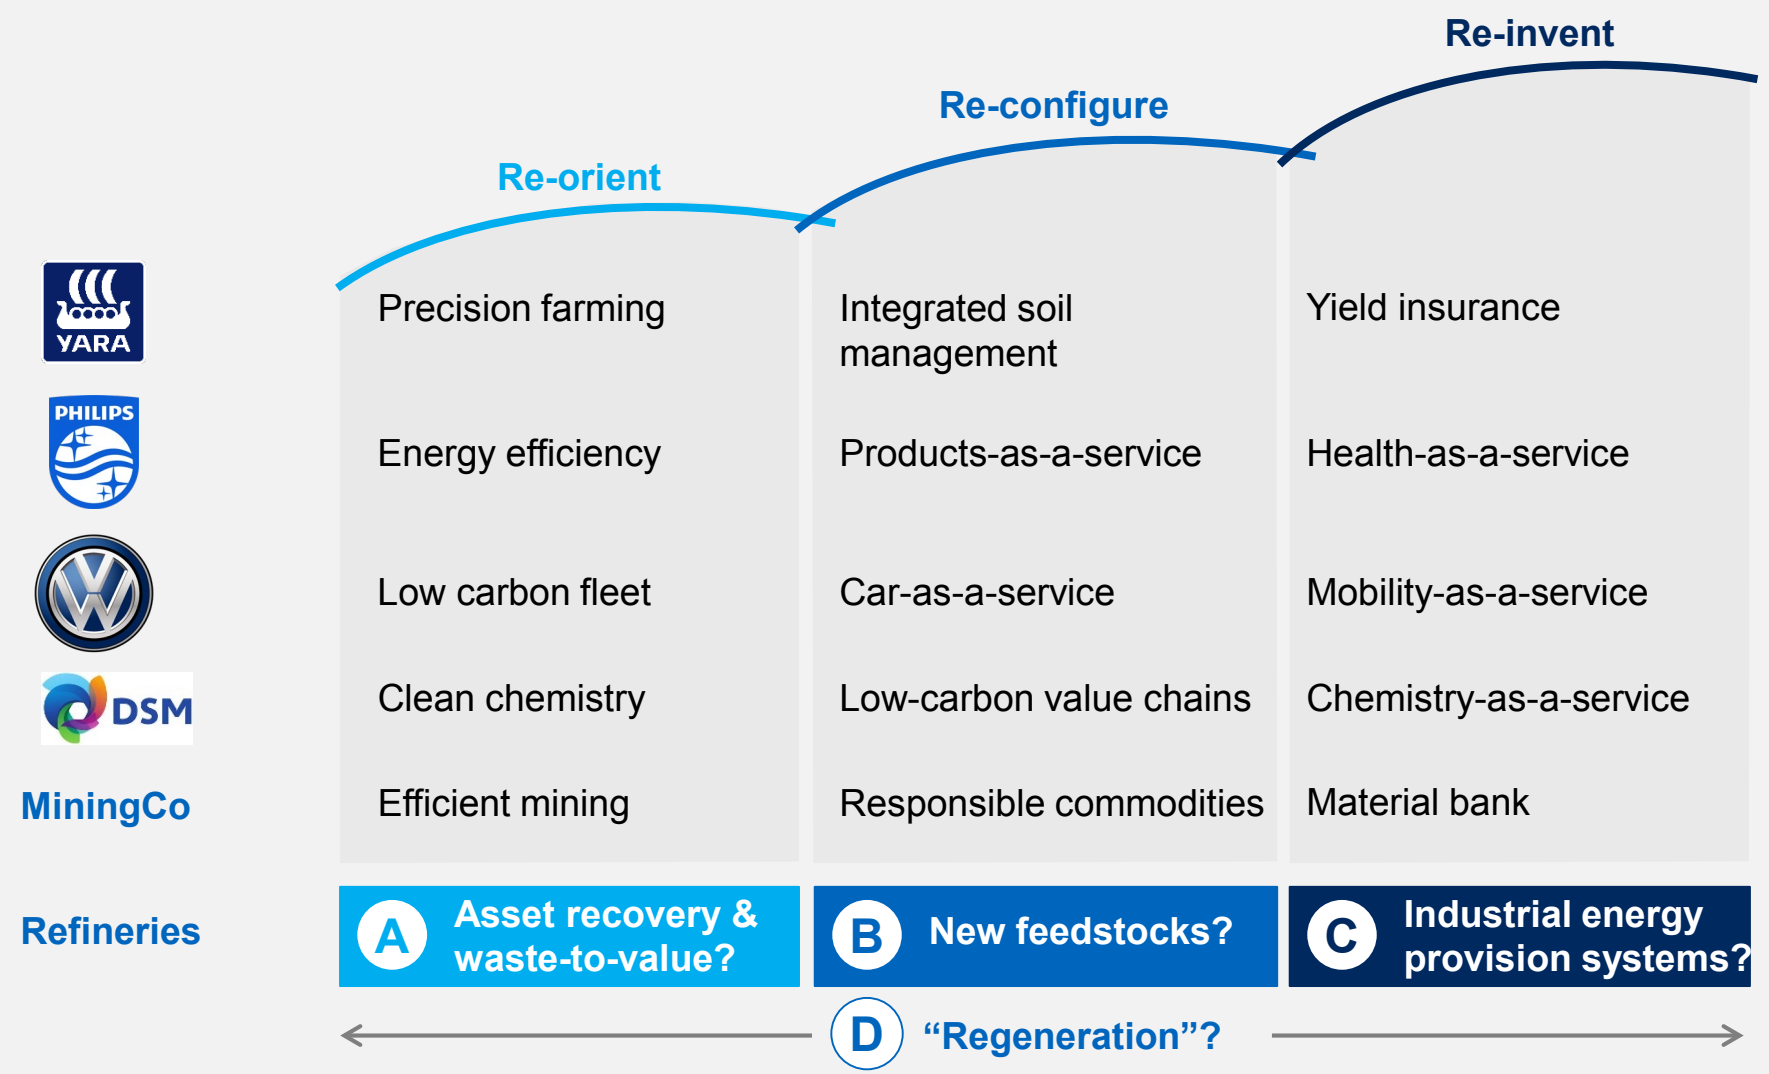 Re-invent
Re-configure
Re-orient
YARA
Precision farming
Integrated soil
management
Yield insurance
PHILIPS
Energy efficiency
Products-as-a-service
Health-as-a-service
Low carbon fleet
Car-as-a-service
Mobility-as-a-service
DSM
Clean chemistry
Low-carbon value chains
Chemistry-as-a-service
MiningCo
Efficient mining
Responsible commodities
Material bank
Refineries
A
Asset recovery &
waste-to-value?
B
New feedstocks?
C
Industrial energy
provision systems?
D
“Regeneration”?